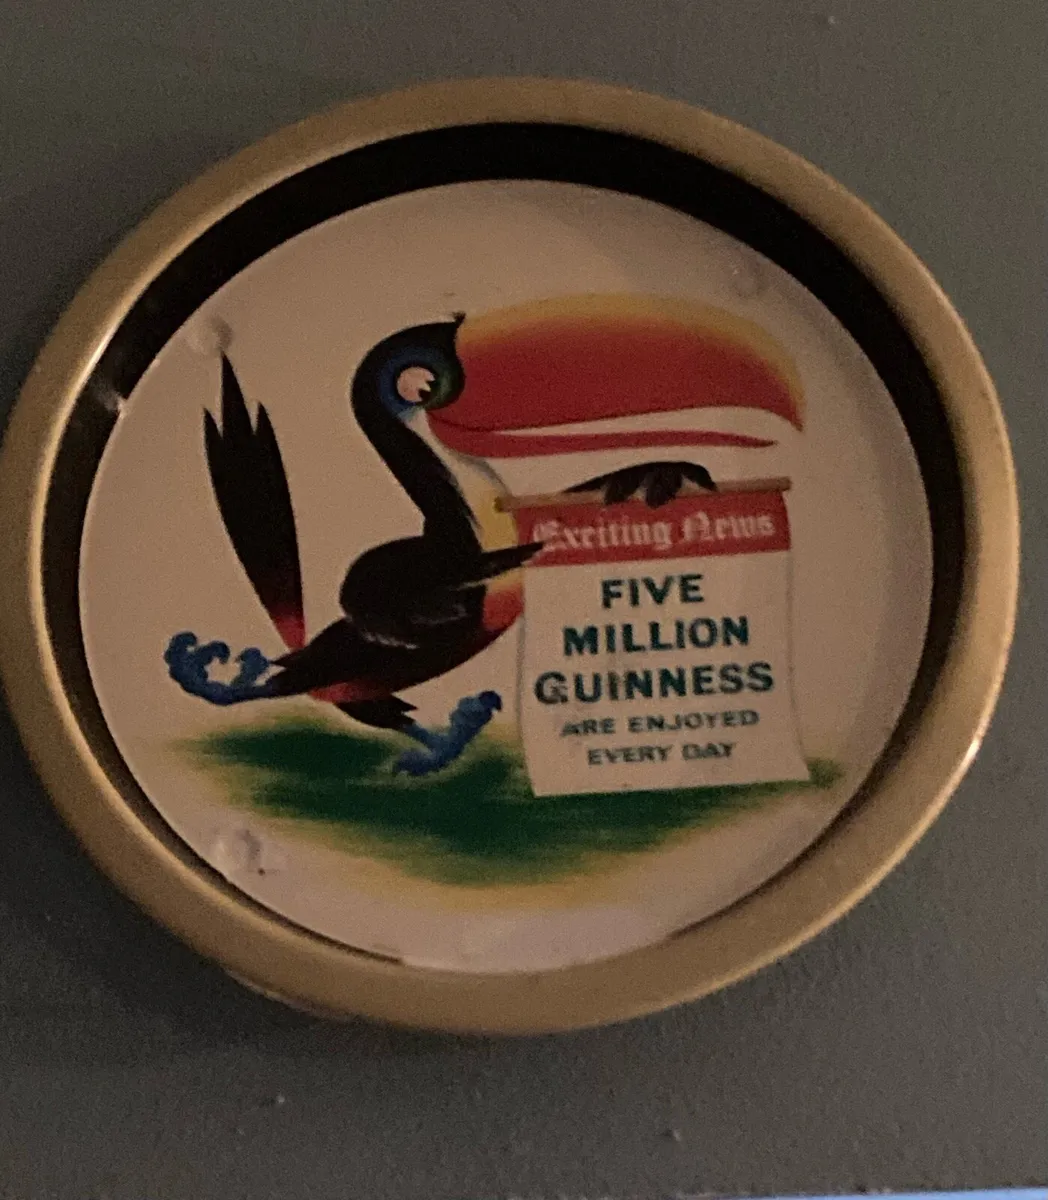 Exciting News
FIVE
MILLION
GUINNESS
ARE ENJOYED
EVERY DAY